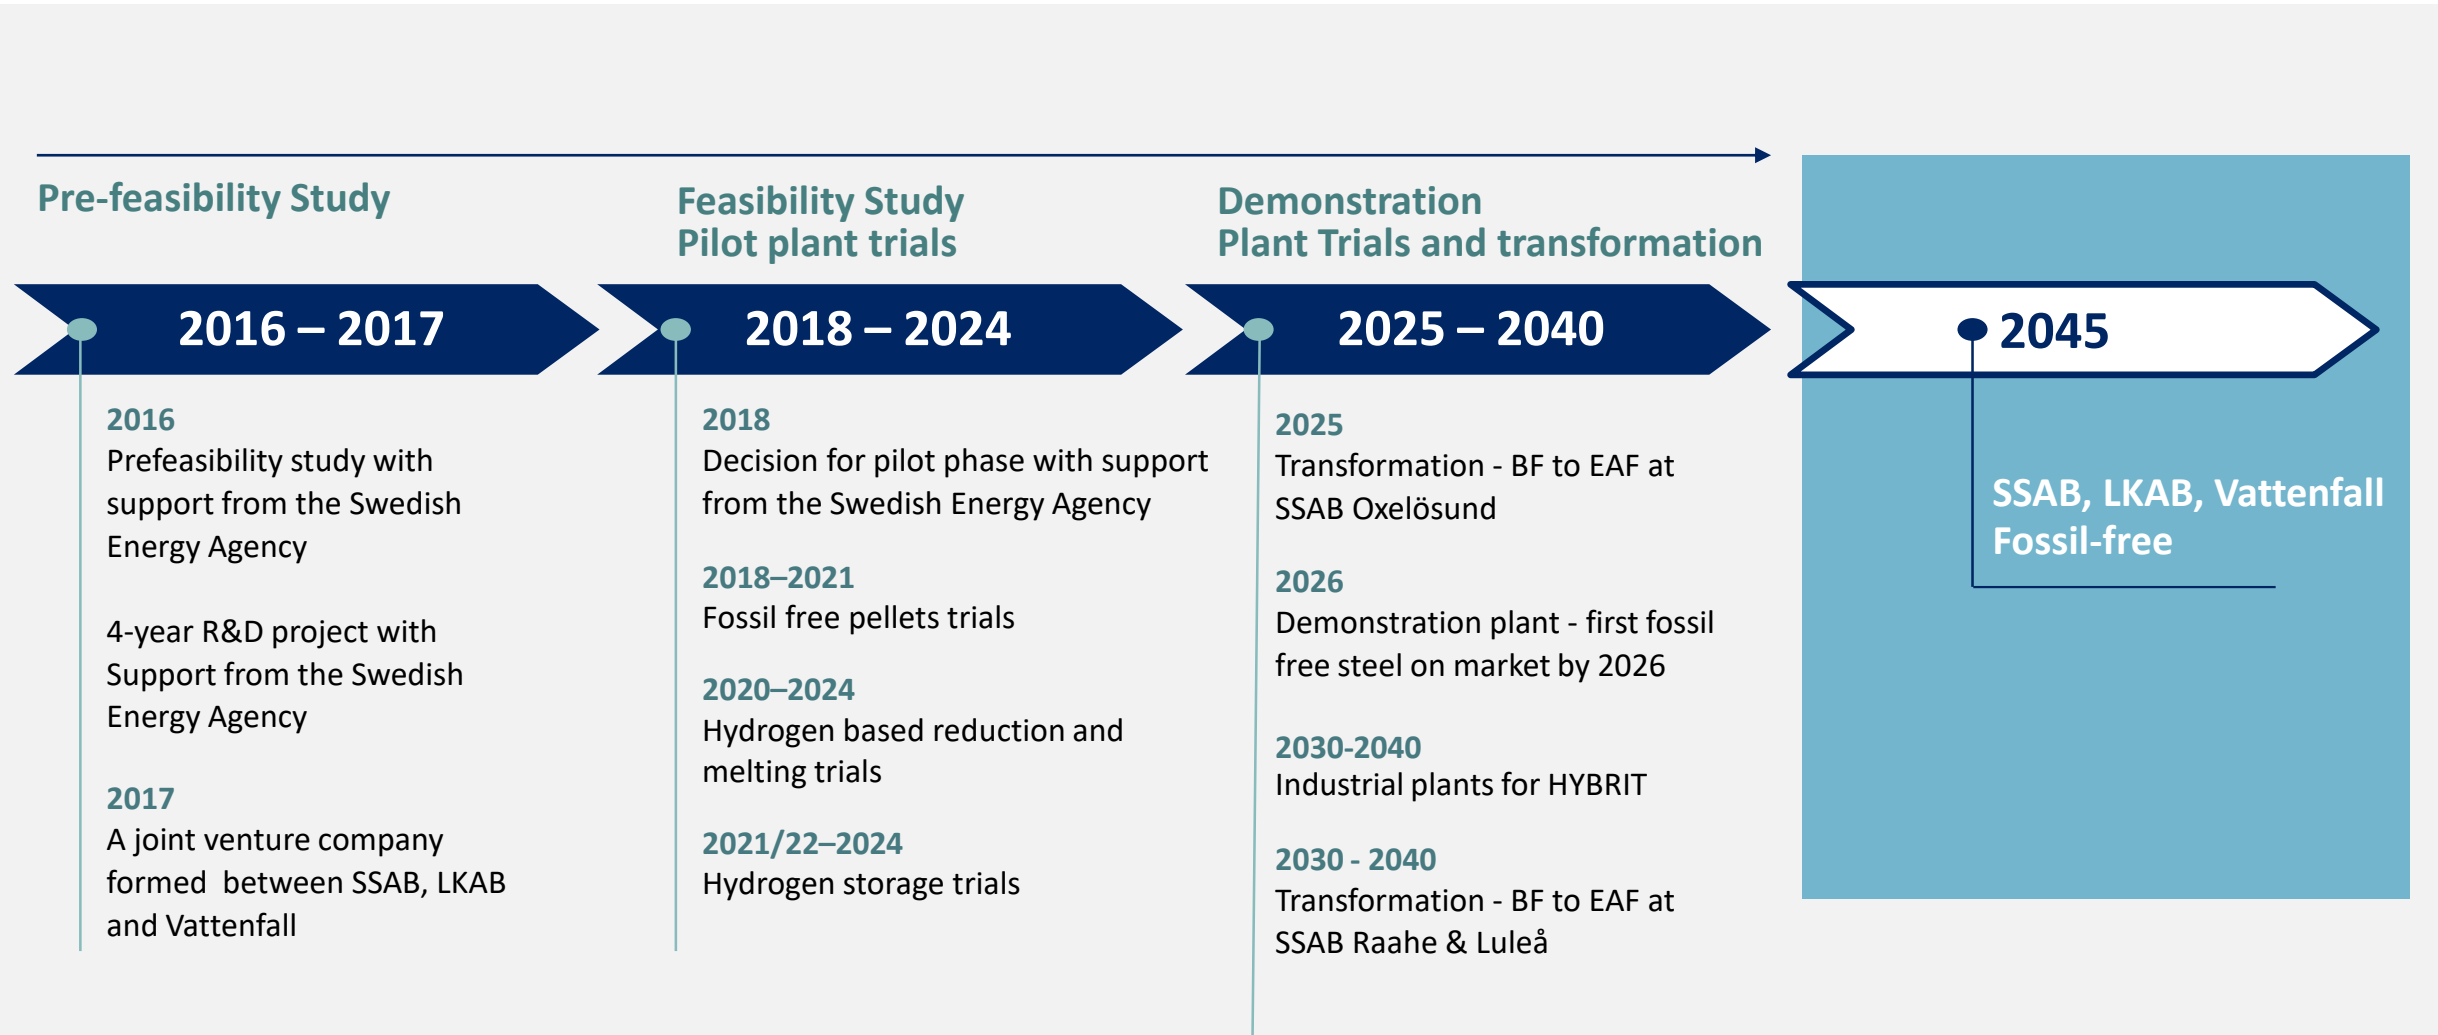 Pre-feasibility Study
Feasibility Study
Pilot plant trials
Demonstration
Plant Trials and transformation
2016 – 2017
2018 – 2024
2025 – 2040
2045
2016
Prefeasibility study with
support from the Swedish
Energy Agency
4-year R&D project with
Support from the Swedish
Energy Agency
2017
A joint venture company
formed  between SSAB, LKAB
and Vattenfall
2018
Decision for pilot phase with support
from the Swedish Energy Agency
2018–2021
Fossil free pellets trials
2020–2024
Hydrogen based reduction and
melting trials
2021/22–2024
Hydrogen storage trials
2025
Transformation - BF to EAF at
SSAB Oxelösund
2026
Demonstration plant - first fossil
free steel on market by 2026
2030-2040
Industrial plants for HYBRIT
2030 - 2040
Transformation - BF to EAF at
SSAB Raahe & Luleå
SSAB, LKAB, Vattenfall
Fossil-free